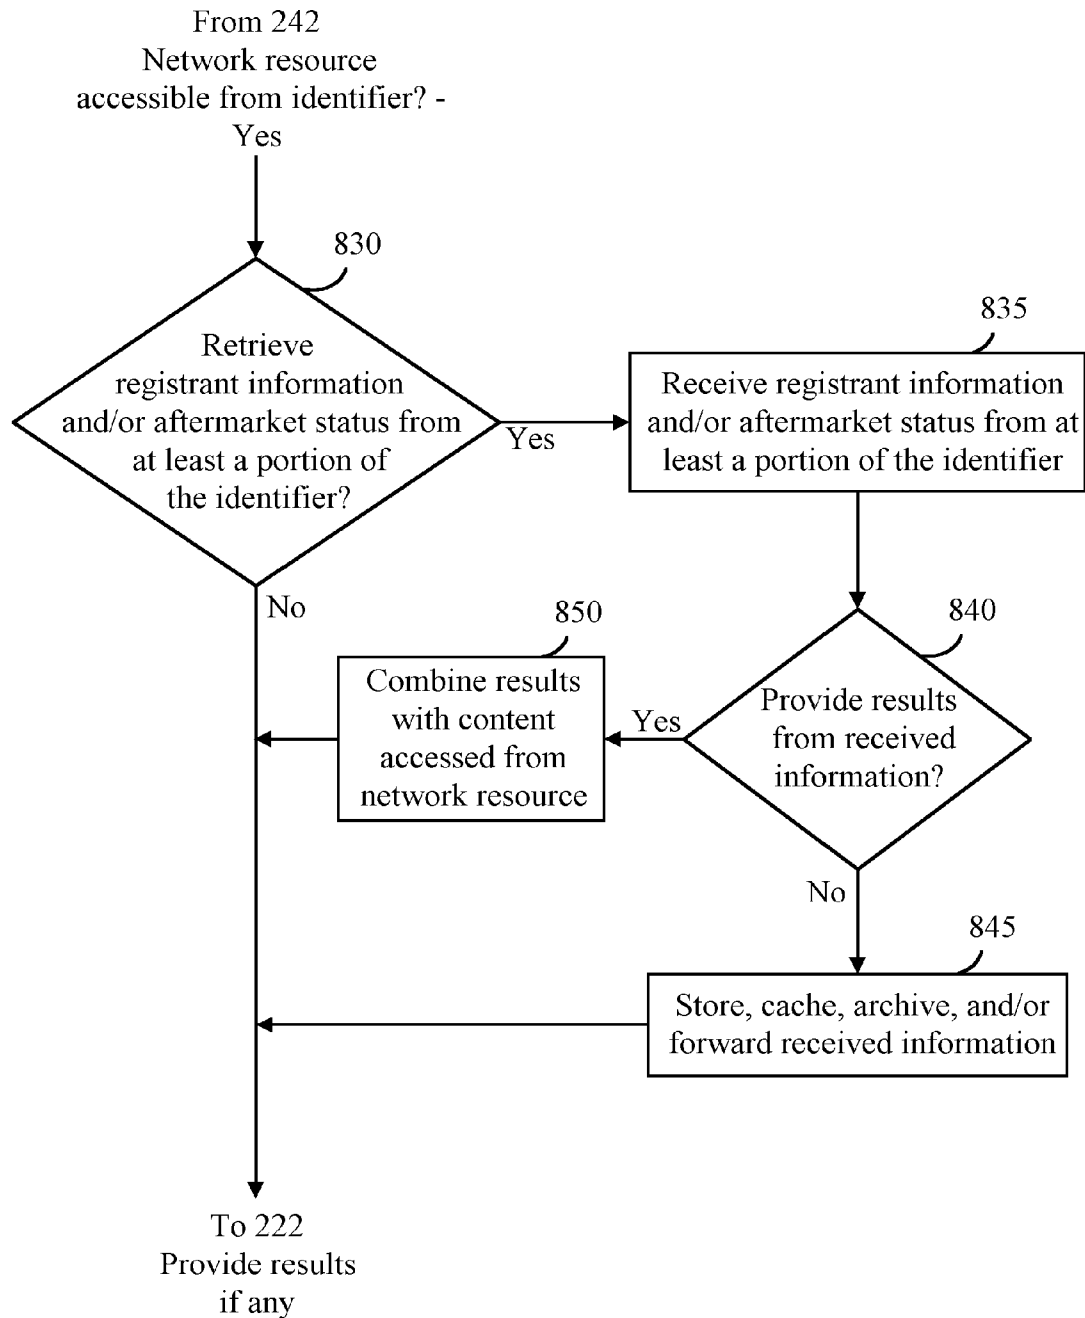 From 242
Network resource
accessible from identifier? -
Yes
830
Retrieve
registrant information
and/or aftermarket status from
at least a portion of
the identifier?
Yes
835
Receive registrant information
and/or aftermarket status from at
least a portion of the identifier
No
850
Combine results
with content
accessed from
network resource
Yes
840
Provide results
from received
information?
No
845
Store, cache, archive, and/or
forward received information
To 222
Provide results
if any